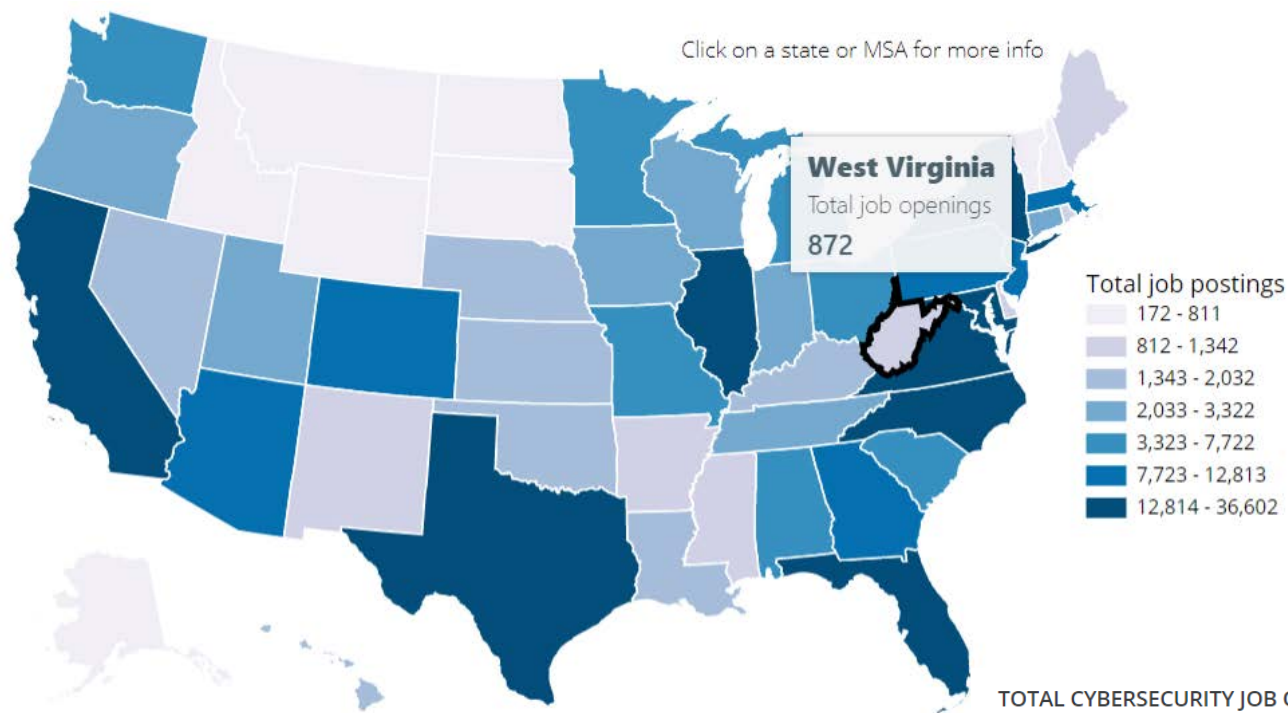 Click on a state or MSA for more info
West Virginia
Total job openings
872
Total job postings
172 - 811
812 - 1,342
1,343 - 2,032
2,033 - 3,322
3,323 - 7,722
7,723 - 12,813
12,814 - 36,602
TOTAL CYBERSECURITY JOB